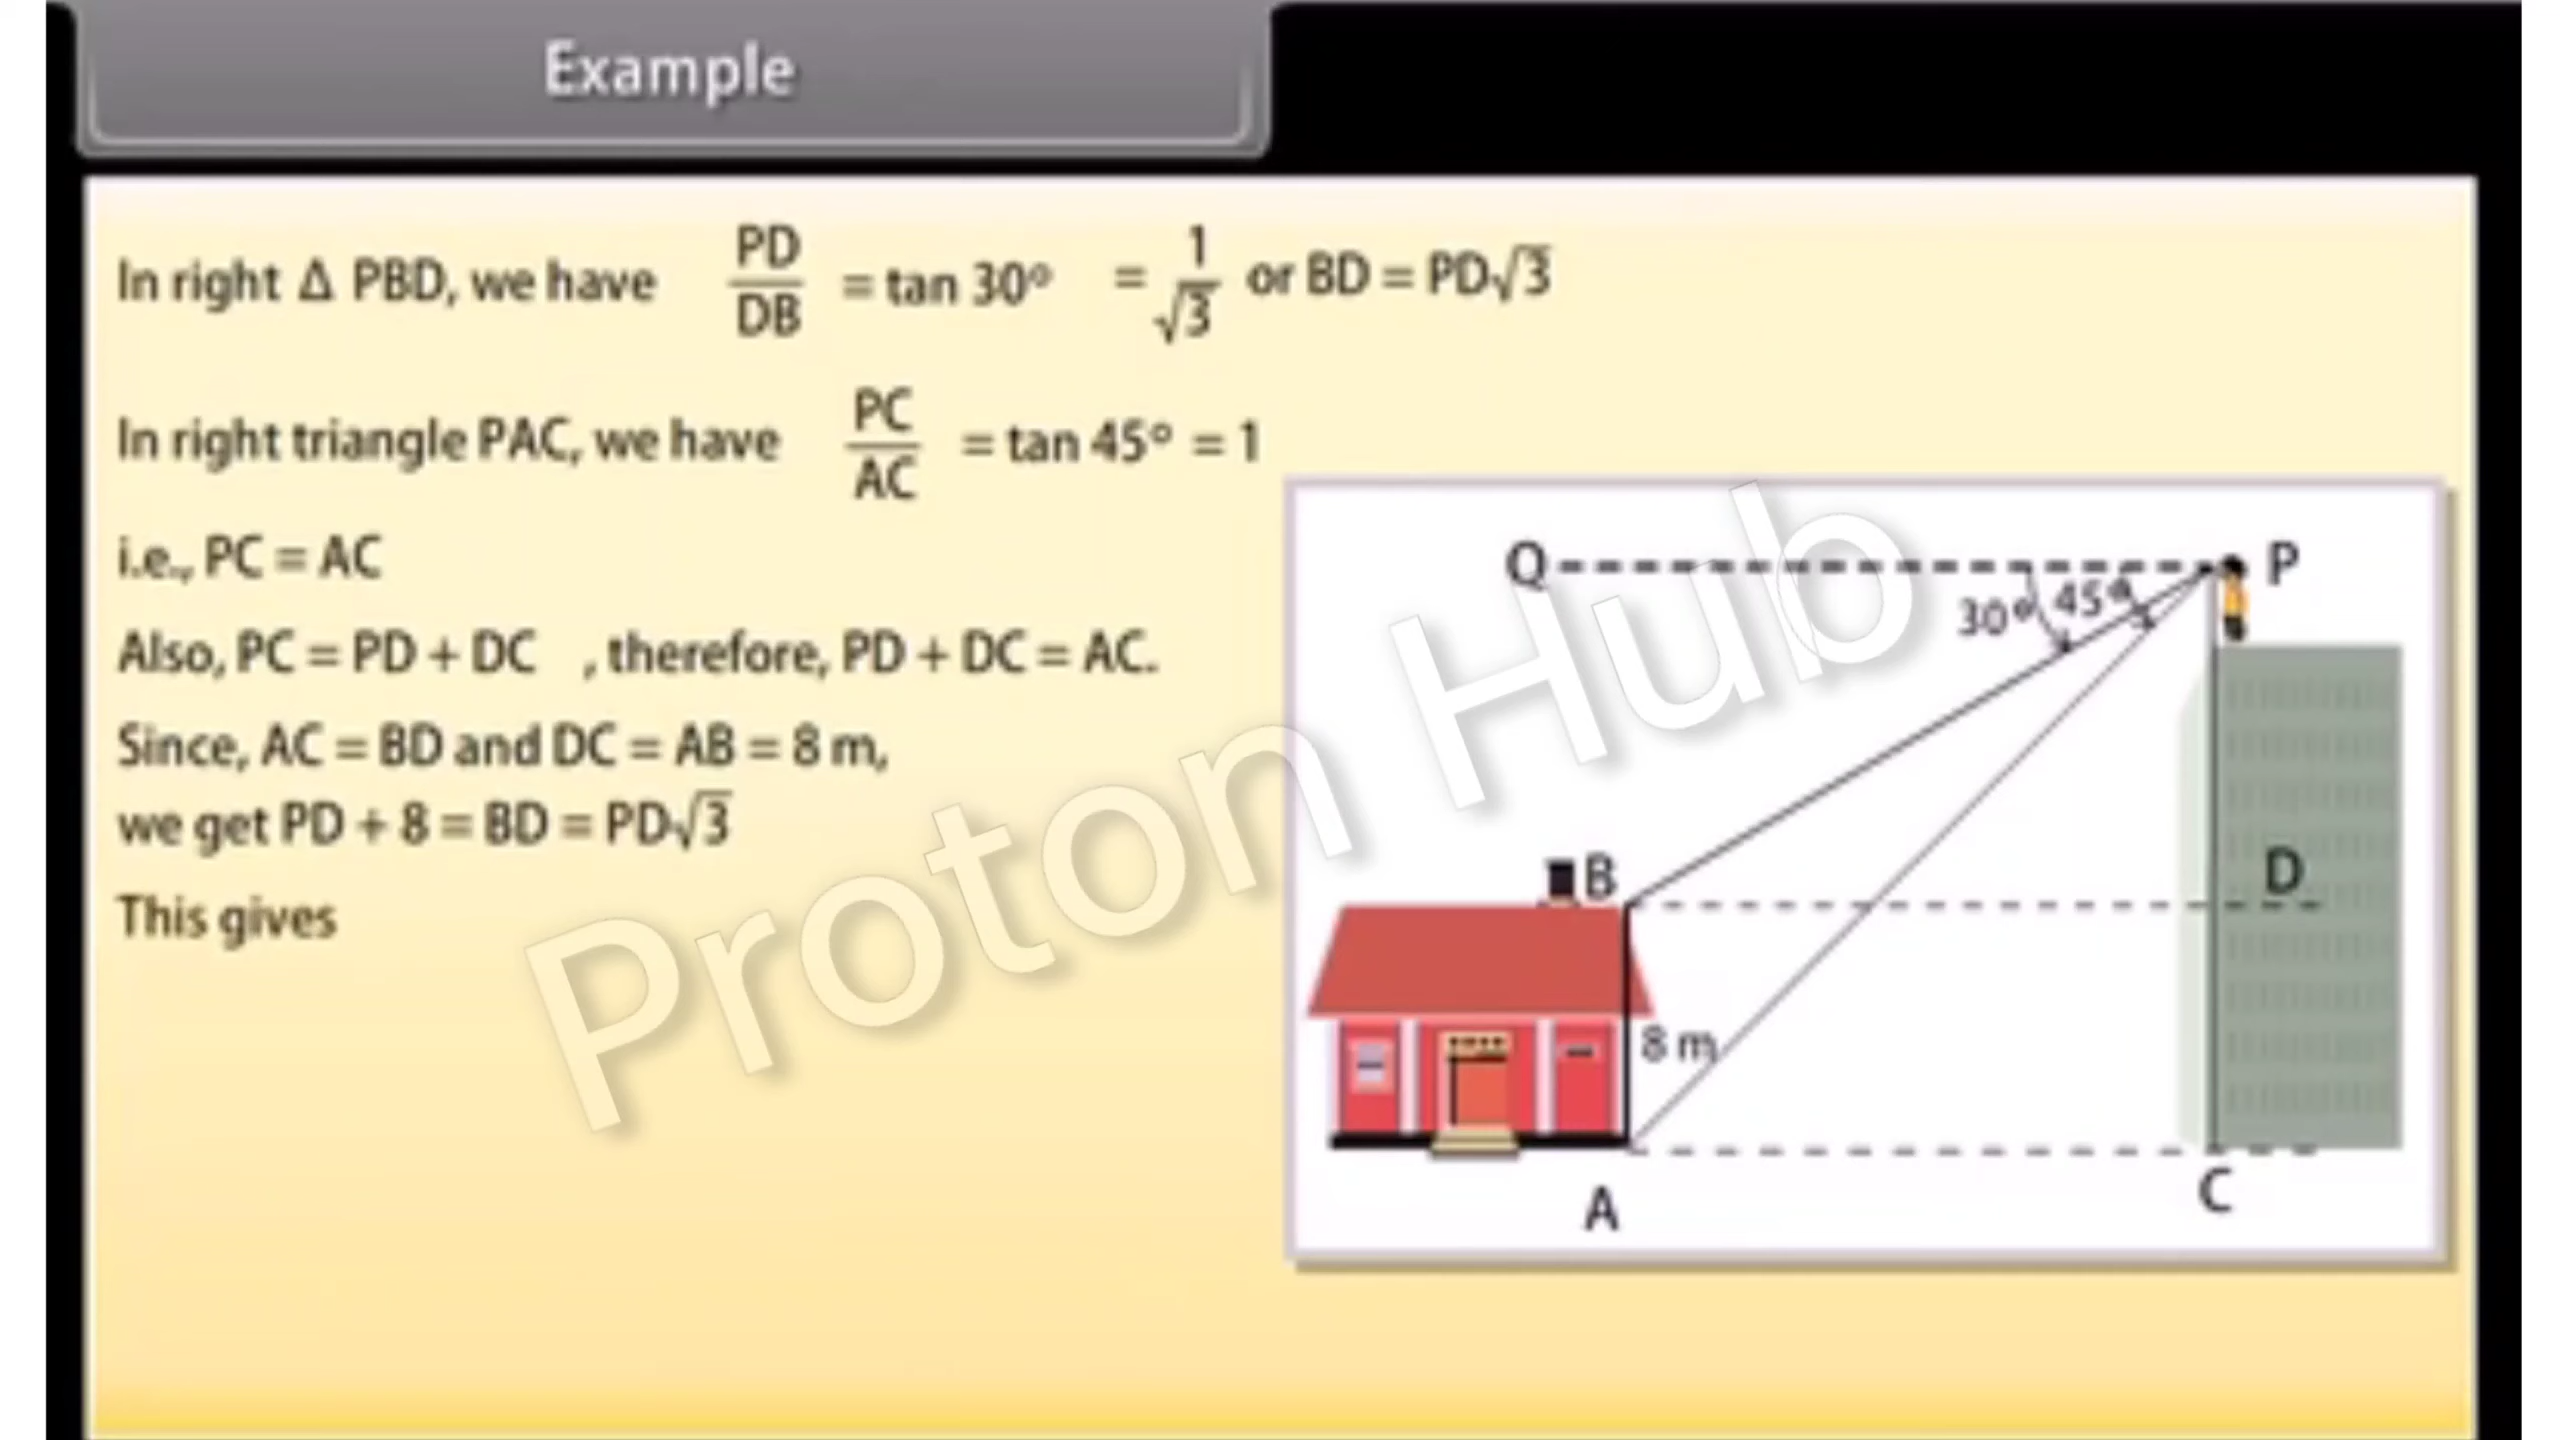 Example
In right Δ PBD, we have PD/DB = tan 30° = 1/√3 or BD = PD√3
In right triangle PAC, we have PC/AC = tan 45° = 1
i.e., PC = AC
Also, PC = PD + DC , therefore, PD + DC = AC.
Since, AC = BD and DC = AB = 8 m,
we get PD + 8 = BD = PD√3
This gives
Q P
30° 45°
B D
8 m
A C
Proton Hub